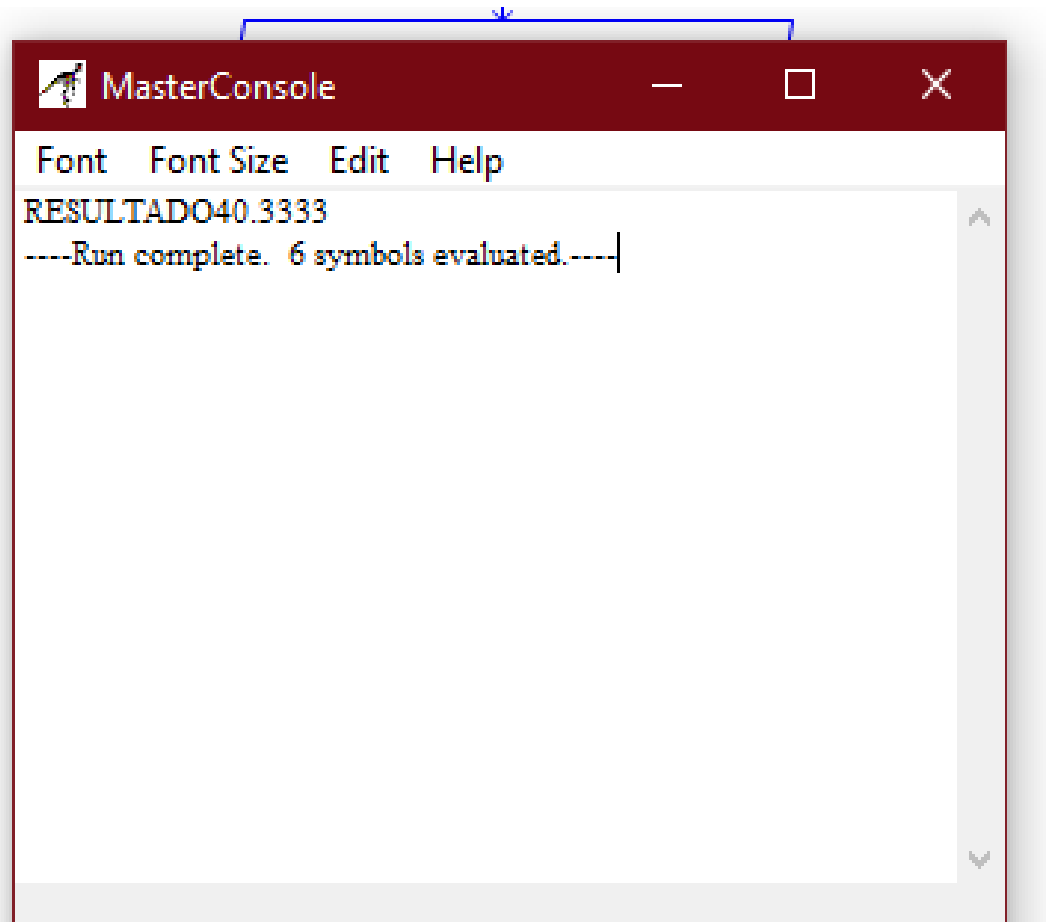 MasterConsole
Font Font Size Edit Help
RESULTADO40.3333
----Run complete.  6 symbols evaluated.----